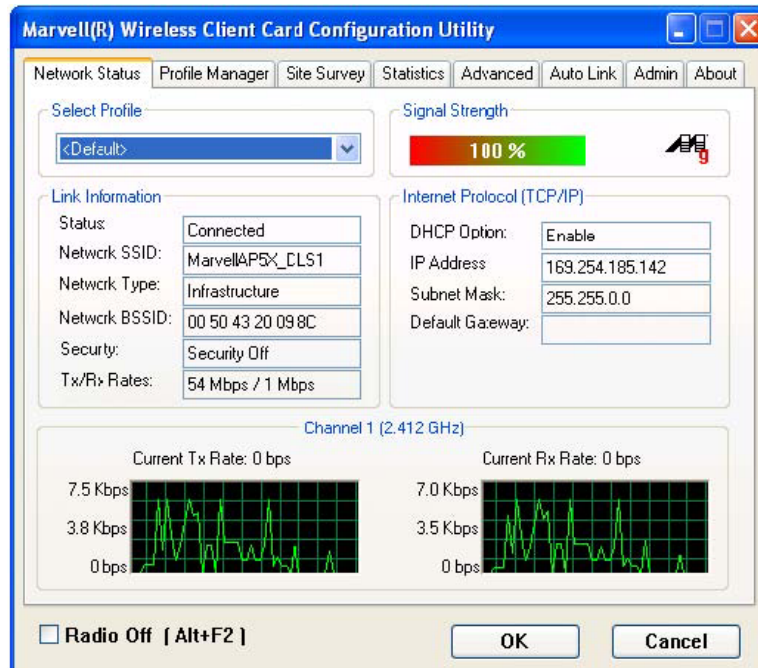 Marvell(R) Wireless Client Card Configuration Utility
Network Status Profile Manager Site Survey Statistics Advanced Auto Link Admin About
Select Profile
<Default>
Signal Strength
100 %
g
Link Information
Status: Connected
Network SSID: MarvellAP5X_CLS1
Network Type: Infrastructure
Network BSSID: 00 50 43 20 09 8C
Security: Security Off
Tx/Rx Rates: 54 Mbps / 1 Mbps
Internet Protocol (TCP/IP)
DHCP Option: Enable
IP Address 169.254.185.142
Subnet Mask: 255.255.0.0
Default Gateway:
Channel 1 (2.412 GHz)
Current Tx Rate: 0 bps
7.5 Kbps
3.8 Kbps
0 bps
Current Rx Rate: 0 bps
7.0 Kbps
3.5 Kbps
0 bps
Radio Off [ Alt+F2 ]
OK
Cancel